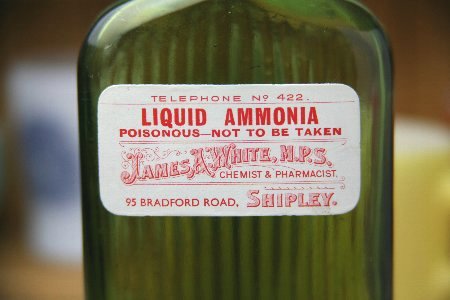 TELEPHONE No 422.
LIQUID AMMONIA
POISONOUS—NOT TO BE TAKEN
JAMES A. WHITE, M.P.S.
CHEMIST & PHARMACIST,
95 BRADFORD ROAD, SHIPLEY.